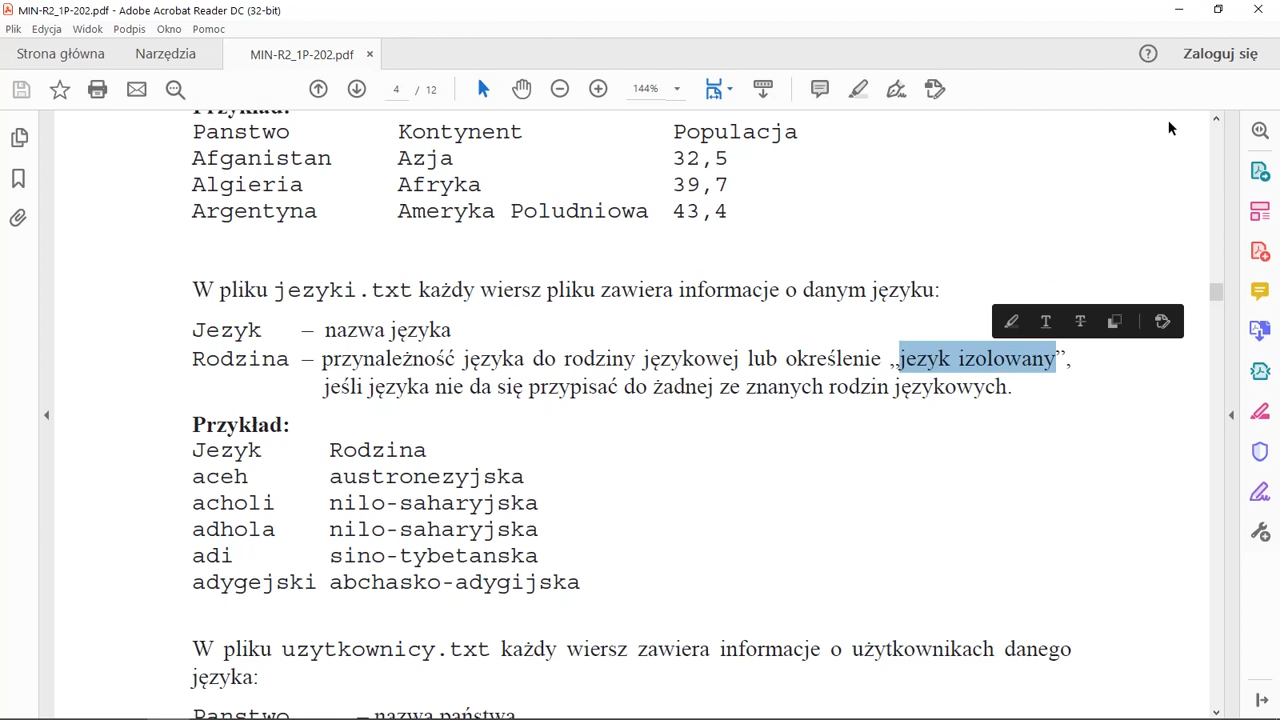 MIN-R2_1P-202.pdf - Adobe Acrobat Reader DC (32-bit)
Plik Edycja Widok Podpis Okno Pomoc
Strona główna Narzędzia MIN-R2_1P-202.pdf × Zaloguj się
4 / 12 144%
Przykład:
Panstwo Kontynent Populacja
Afganistan Azja 32,5
Algieria Afryka 39,7
Argentyna Ameryka Poludniowa 43,4
W pliku jezyki.txt każdy wiersz pliku zawiera informacje o danym języku:
Jezyk – nazwa języka
Rodzina – przynależność języka do rodziny językowej lub określenie „jezyk izolowany”,
jeśli języka nie da się przypisać do żadnej ze znanych rodzin językowych.
Przykład:
Jezyk Rodzina
aceh austronezyjska
acholi nilo-saharyjska
adhola nilo-saharyjska
adi sino-tybetanska
adygejski abchasko-adygijska
W pliku uzytkownicy.txt każdy wiersz zawiera informacje o użytkownikach danego
języka:
Panstwo – nazwa państwa